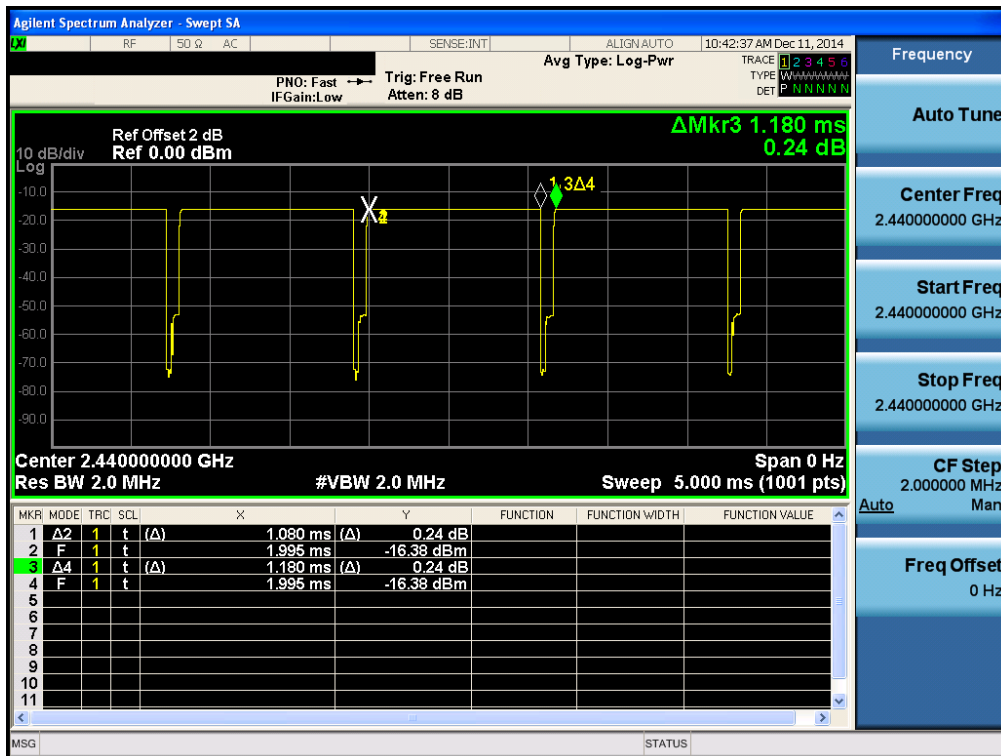 Agilent Spectrum Analyzer - Swept SA
LXI RF 50 Ω AC SENSE:INT ALIGNAUTO 10:42:37 AM Dec 11, 2014
Avg Type: Log-Pwr TRACE 1 2 3 4 5 6
PNO: Fast Trig: Free Run TYPE W
IFGain:Low Atten: 8 dB DET P N N N N N
ΔMkr3 1.180 ms
0.24 dB
Ref Offset 2 dB
10 dB/div Ref 0.00 dBm
Log
-10.0
-20.0
-30.0
-40.0
-50.0
-60.0
-70.0
-80.0
-90.0
1,3Δ4
Center 2.440000000 GHz Span 0 Hz
Res BW 2.0 MHz #VBW 2.0 MHz Sweep 5.000 ms (1001 pts)
MKR MODE TRC SCL X Y FUNCTION FUNCTION WIDTH FUNCTION VALUE
1 Δ2 1 t (Δ) 1.080 ms (Δ) 0.24 dB
2 F 1 t 1.995 ms -16.38 dBm
3 Δ4 1 t (Δ) 1.180 ms (Δ) 0.24 dB
4 F 1 t 1.995 ms -16.38 dBm
5
6
7
8
9
10
11
MSG STATUS
Frequency
Auto Tune
Center Freq
2.440000000 GHz
Start Freq
2.440000000 GHz
Stop Freq
2.440000000 GHz
CF Step
2.000000 MHz
Auto Man
Freq Offset
0 Hz